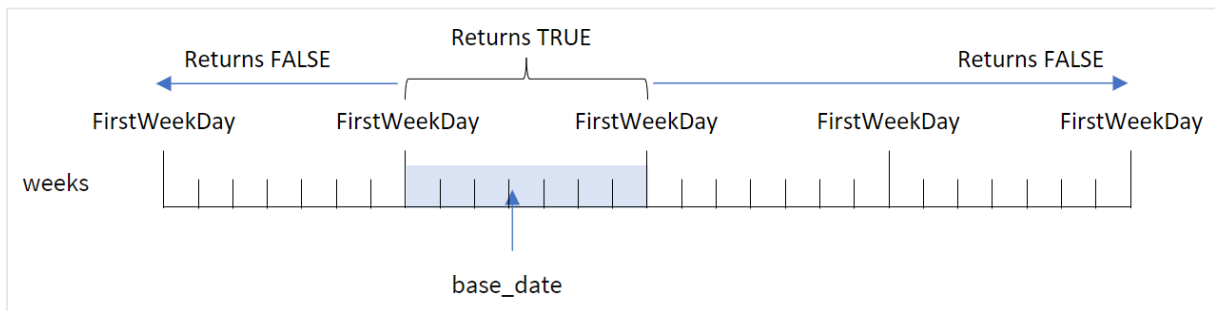 Returns TRUE
Returns FALSE
Returns FALSE
FirstWeekDay FirstWeekDay FirstWeekDay FirstWeekDay FirstWeekDay
weeks
base_date